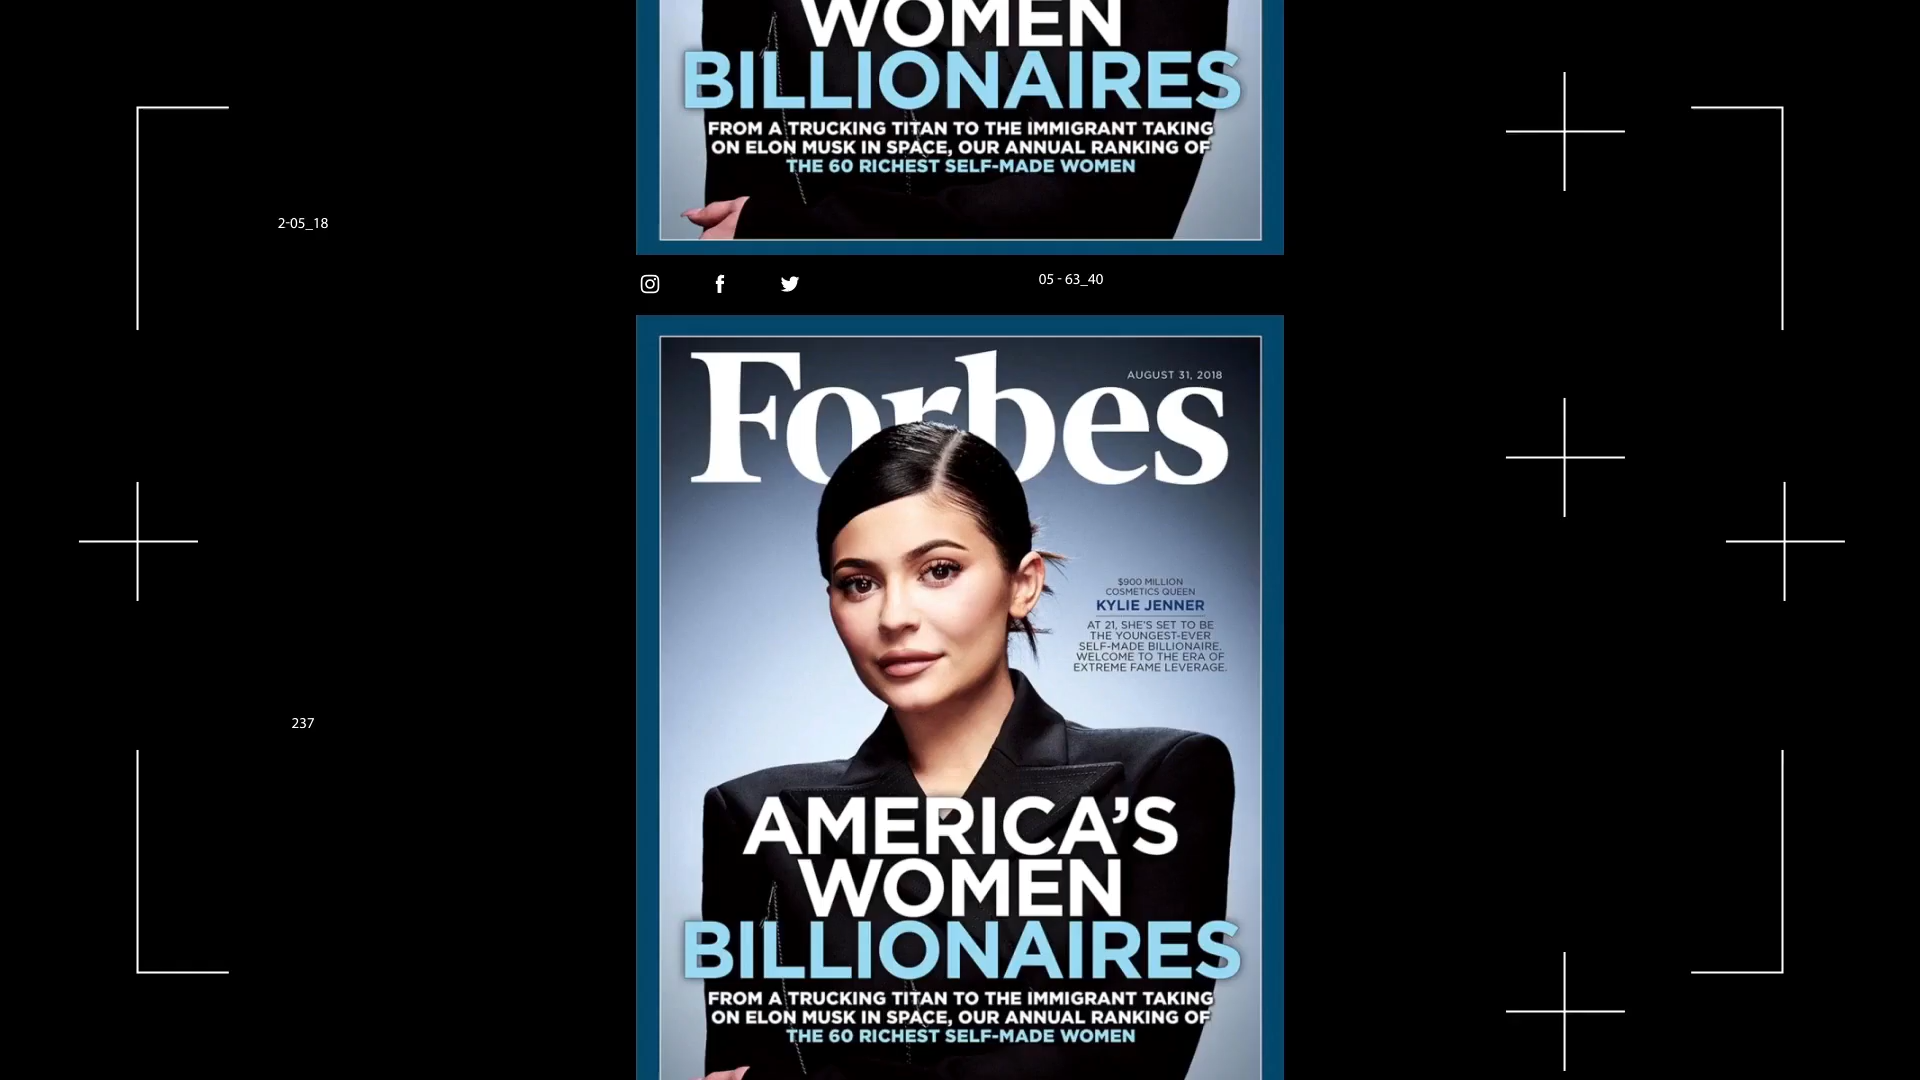 WOMEN
BILLIONAIRES
FROM A TRUCKING TITAN TO THE IMMIGRANT TAKING
ON ELON MUSK IN SPACE, OUR ANNUAL RANKING OF
THE 60 RICHEST SELF-MADE WOMEN
2-05_18
05 - 63_40
Forbes
AUGUST 31, 2018
$900 MILLION
COSMETICS QUEEN
KYLIE JENNER
AT 21, SHE'S SET TO BE
THE YOUNGEST-EVER
SELF-MADE BILLIONAIRE.
WELCOME TO THE ERA OF
EXTREME FAME LEVERAGE.
237
AMERICA'S
WOMEN
BILLIONAIRES
FROM A TRUCKING TITAN TO THE IMMIGRANT TAKING
ON ELON MUSK IN SPACE, OUR ANNUAL RANKING OF
THE 60 RICHEST SELF-MADE WOMEN